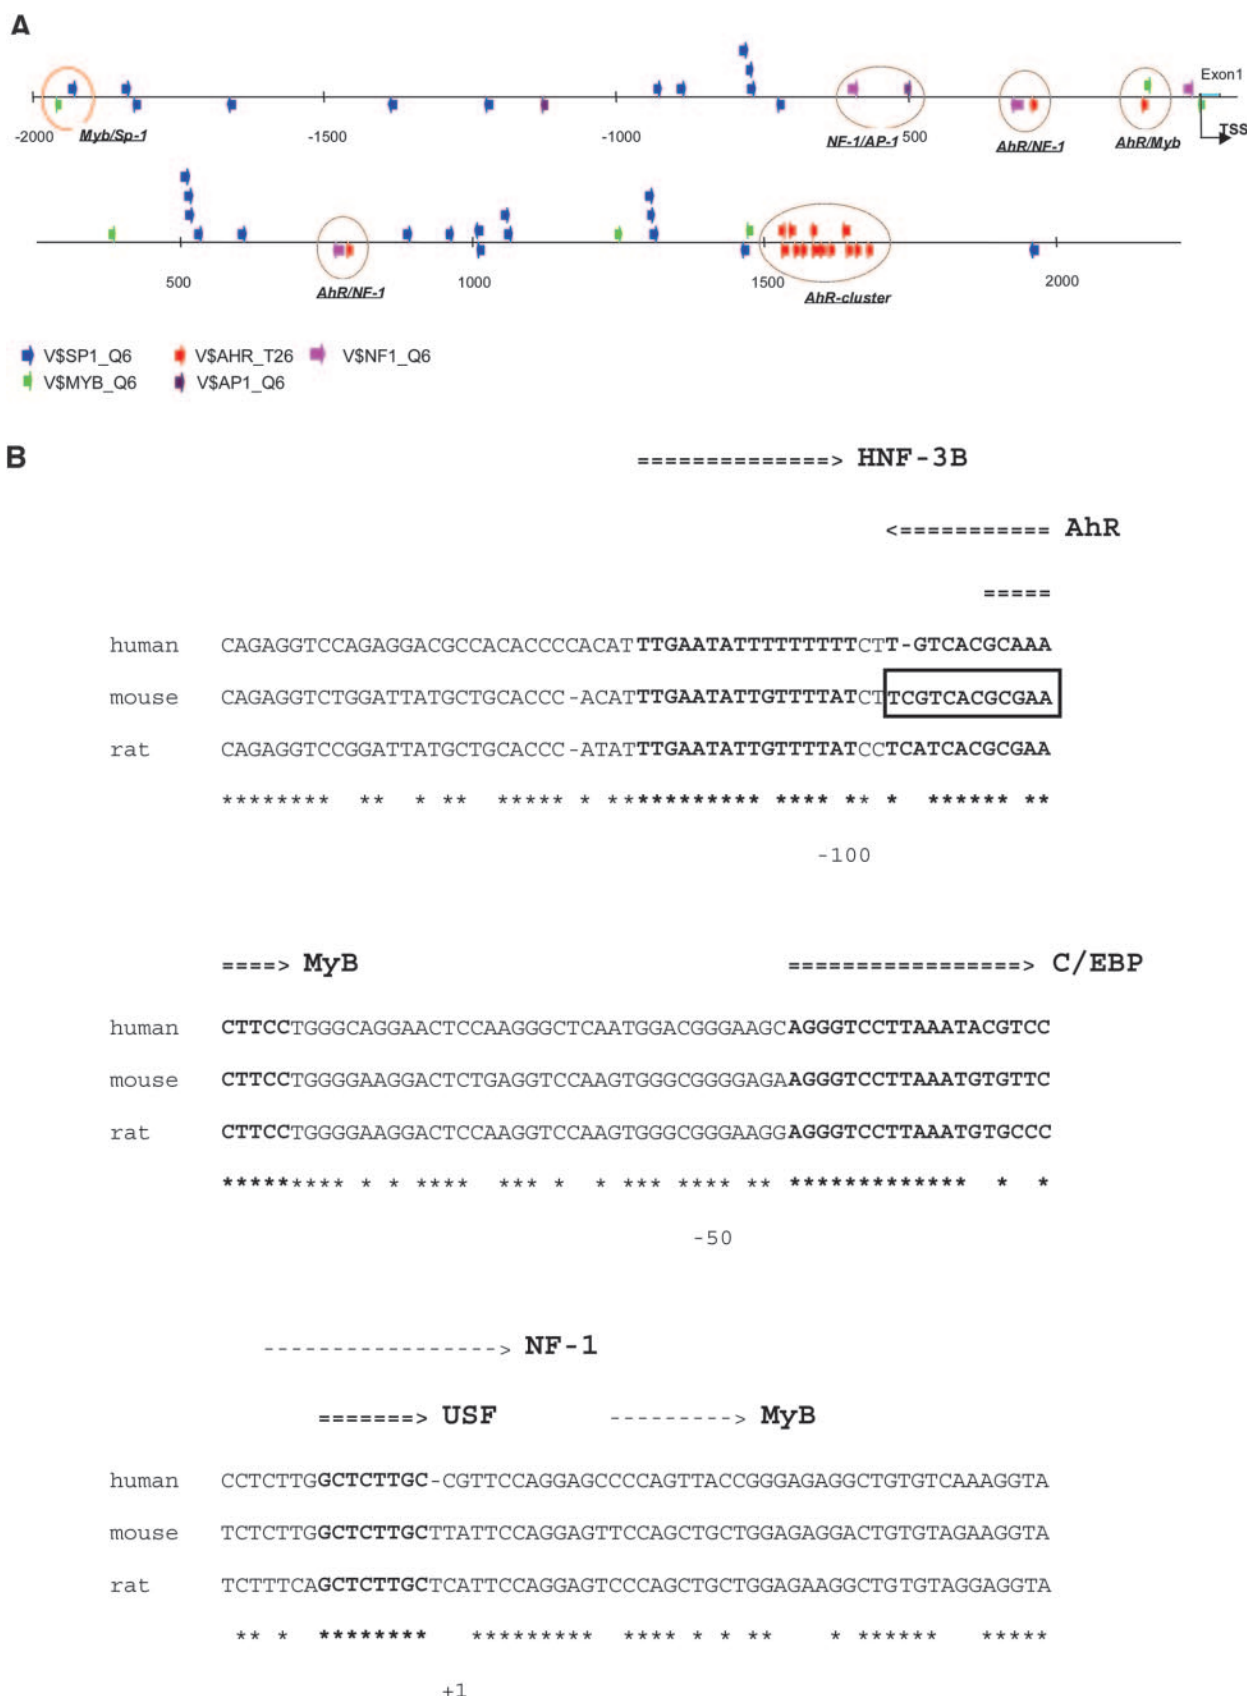 A
Exon1
-2000 Myb/Sp-1 -1500 -1000 NF-1/AP-1 500 AhR/NF-1 AhR/Myb TSS
500 AhR/NF-1 1000 1500 AhR-cluster 2000
V$SP1_Q6 V$AHR_T26 V$NF1_Q6
V$MYB_Q6 V$AP1_Q6
B
==============> HNF-3B
<=========== AhR
=====
human CAGAGGTCCAGAGGACGCCACACCCCACATTTGAATATTTTTTTTTCTT-GTCACGCAAA
mouse CAGAGGTCTGGATTATGCTGCACCC-ACATTTGAATATTGTTTTATCTTCGTCACGCGAA
rat CAGAGGTCCGGATTATGCTGCACCC-ATATTTGAATATTGTTTTATCCTCATCACGCGAA
******** ** * ** ***** * *********** **** ** * ****** **
-100
====> MyB =================> C/EBP
human CTTCCTGGGCAGGAACTCCAAGGGCTCAATGGACGGGAAGCAGGGTCCTTAAATACGTCC
mouse CTTCCTGGGGAAGGACTCTGAGGTCCAAGTGGGCGGGGAGAAGGGTCCTTAAATGTGTTC
rat CTTCCTGGGGAAGGACTCCAAGGTCCAAGTGGGCGGGAAGGAGGGTCCTTAAATGTGCCC
********* * * **** *** * * *** **** ** ************* * *
-50
-----------------> NF-1
=======> USF ---------> MyB
human CCTCTTGGCTCTTGC-CGTTCCAGGAGCCCCAGTTACCGGGAGAGGCTGTGTCAAAGGTA
mouse TCTCTTGGCTCTTGCTTATTCCAGGAGTTCCAGCTGCTGGAGAGGACTGTGTAGAAGGTA
rat TCTTTCAGCTCTTGCTCATTCCAGGAGTCCCAGCTGCTGGAGAAGGCTGTGTAGGAGGTA
** * ******** ********* **** * * ** * ****** *****
+1